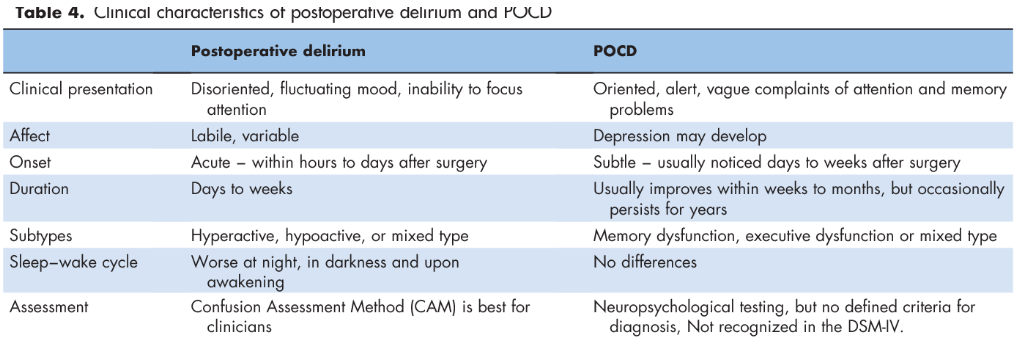 Table 4. Clinical characteristics of postoperative delirium and POCD
Postoperative delirium POCD
Clinical presentation Disoriented, fluctuating mood, inability to focus Oriented, alert, vague complaints of attention and memory
attention problems
Affect Labile, variable Depression may develop
Onset Acute – within hours to days after surgery Subtle – usually noticed days to weeks after surgery
Duration Days to weeks Usually improves within weeks to months, but occasionally
persists for years
Subtypes Hyperactive, hypoactive, or mixed type Memory dysfunction, executive dysfunction or mixed type
Sleep–wake cycle Worse at night, in darkness and upon No differences
awakening
Assessment Confusion Assessment Method (CAM) is best for Neuropsychological testing, but no defined criteria for
clinicians diagnosis, Not recognized in the DSM-IV.